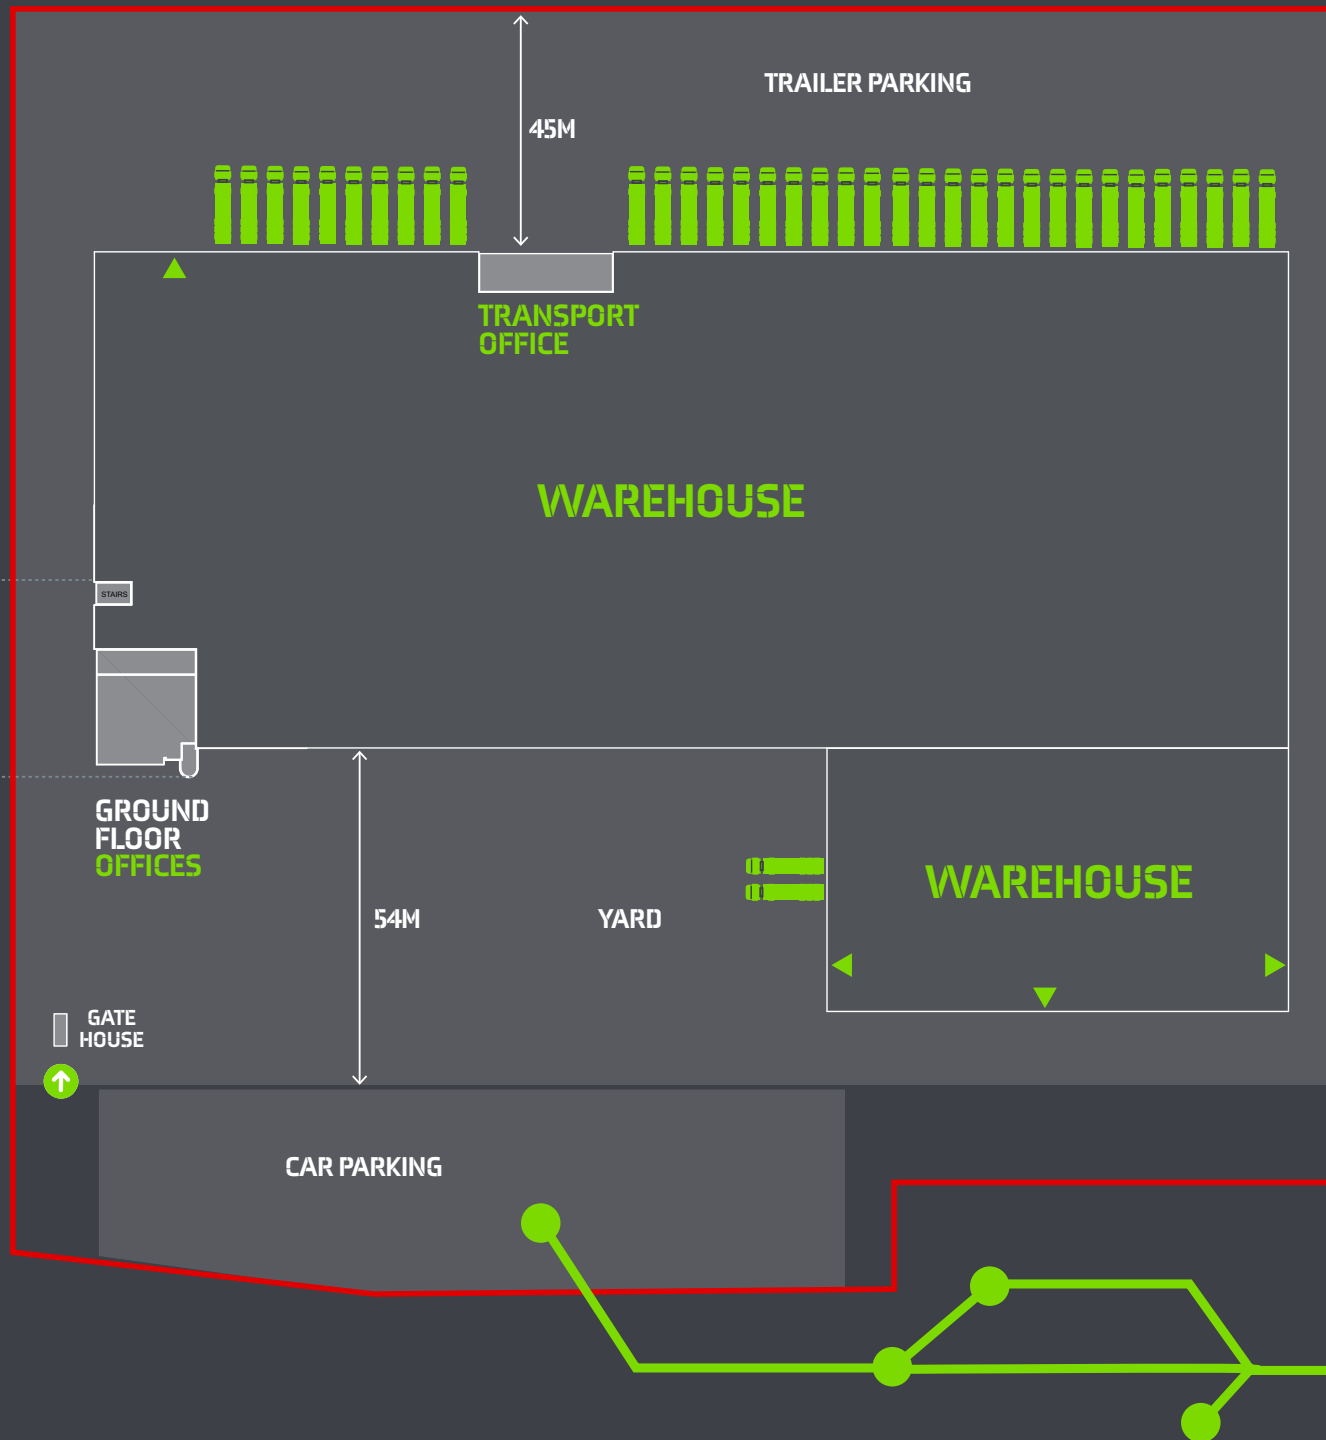 TRAILER PARKING
45M
TRANSPORT
OFFICE
WAREHOUSE
STAIRS
GROUND
FLOOR
OFFICES
WAREHOUSE
54M
YARD
GATE
HOUSE
CAR PARKING